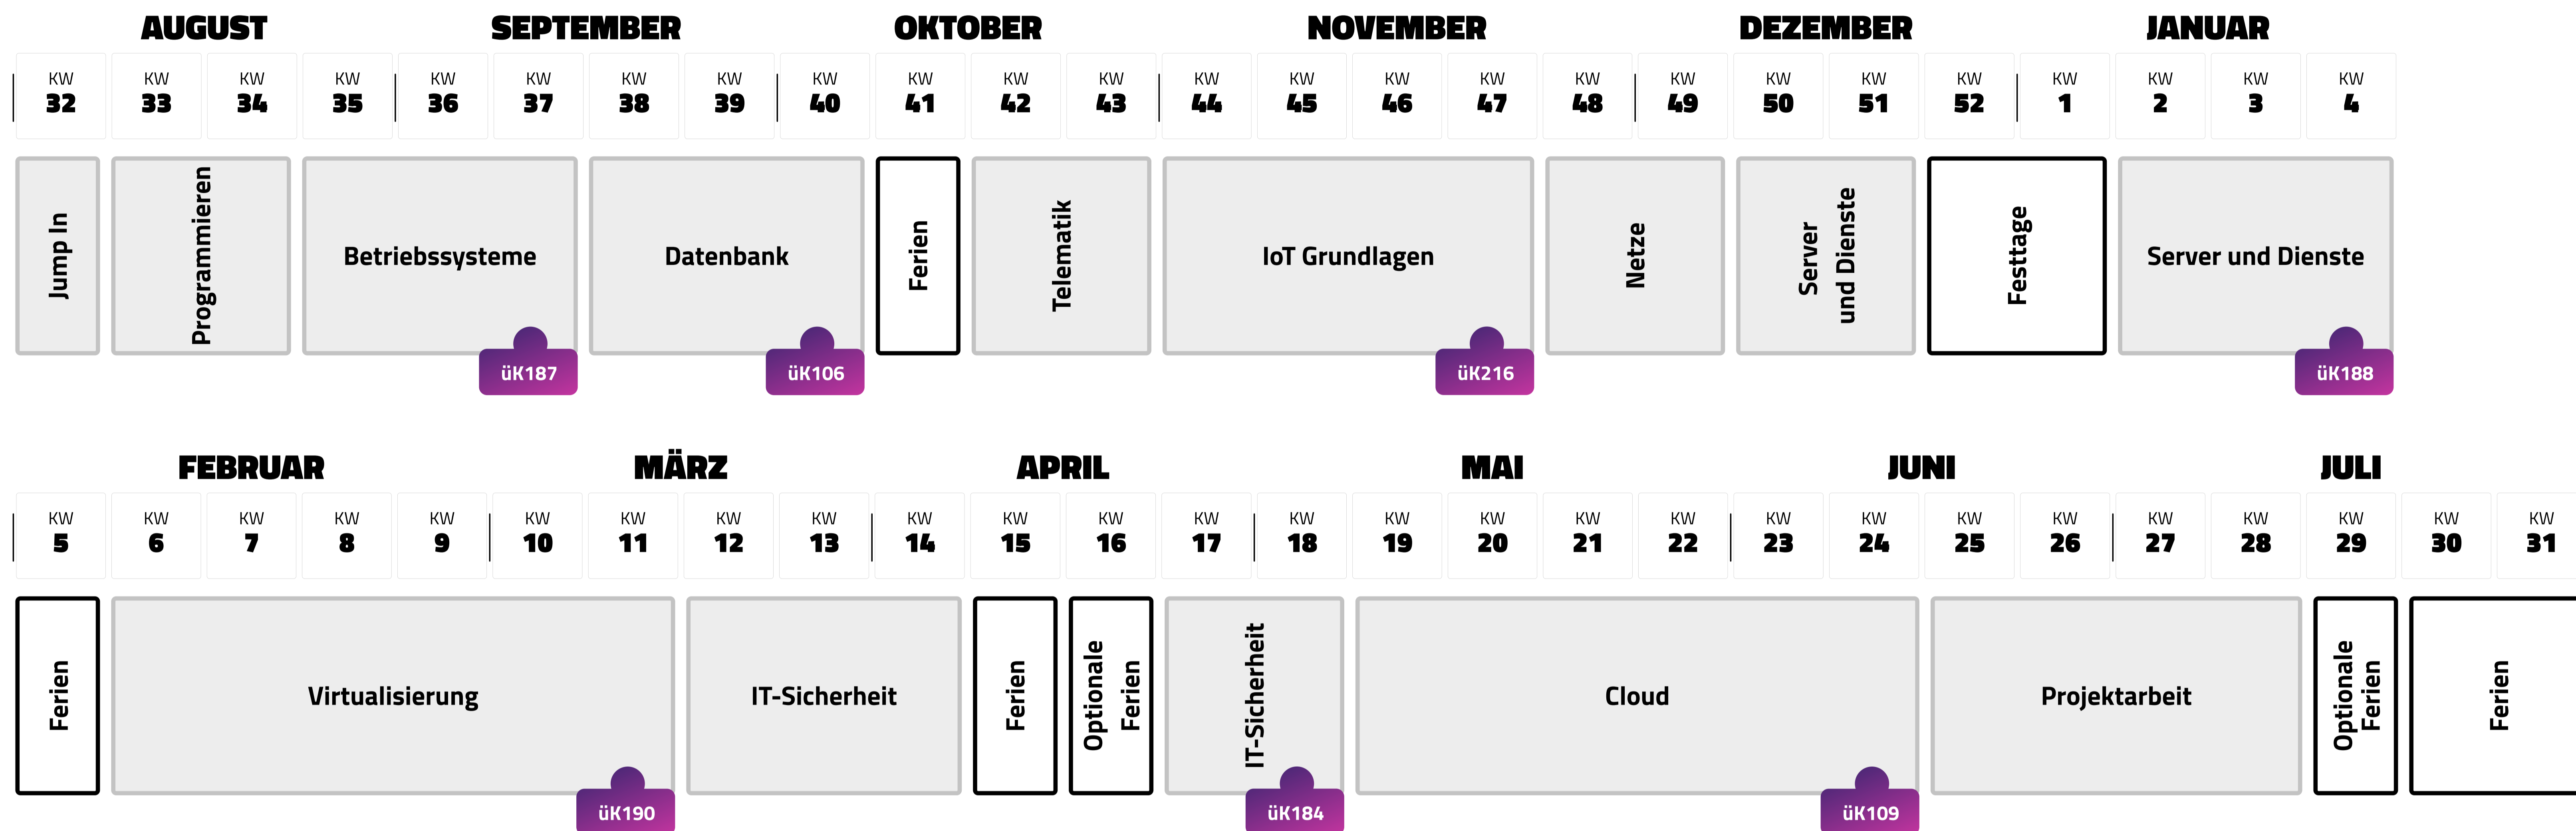 AUGUST SEPTEMBER OKTOBER NOVEMBER DEZEMBER JANUAR
KW KW KW KW KW KW KW KW KW KW KW KW KW KW KW KW KW KW KW KW KW KW KW KW KW
32 33 34 35 36 37 38 39 40 41 42 43 44 45 46 47 48 49 50 51 52 1 2 3 4
Jump In
Programmieren
Betriebssysteme
Datenbank
Ferien
Telematik
IoT Grundlagen
Netze
Server
und Dienste
Festtage
Server und Dienste
üK187 üK106 üK216 üK188
FEBRUAR MÄRZ APRIL MAI JUNI JULI
KW KW KW KW KW KW KW KW KW KW KW KW KW KW KW KW KW KW KW KW KW KW KW KW KW KW KW
5 6 7 8 9 10 11 12 13 14 15 16 17 18 19 20 21 22 23 24 25 26 27 28 29 30 31
Ferien
Virtualisierung
IT-Sicherheit
Ferien
Optionale
Ferien
IT-Sicherheit
Cloud
Projektarbeit
Optionale
Ferien
Ferien
üK190 üK184 üK109